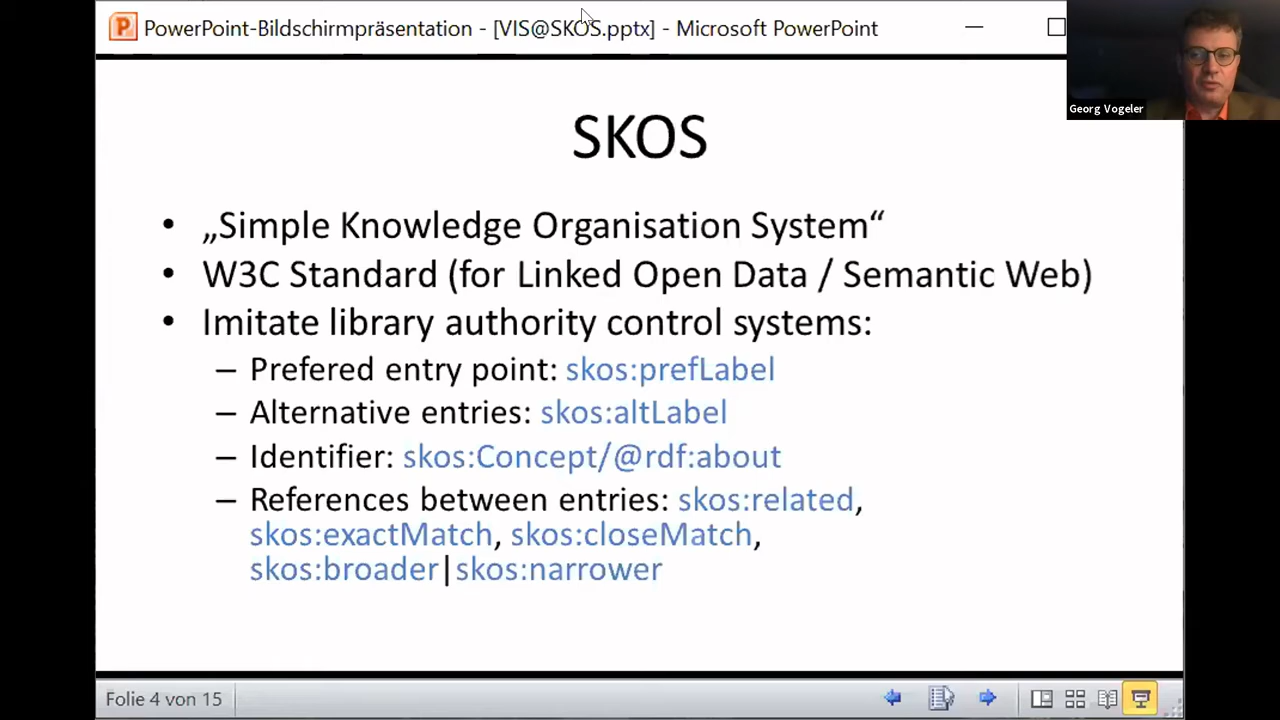 PowerPoint-Bildschirmpräsentation - [VIS@SKOS.pptx] - Microsoft PowerPoint
Georg Vogeler
SKOS
• „Simple Knowledge Organisation System“
• W3C Standard (for Linked Open Data / Semantic Web)
• Imitate library authority control systems:
– Prefered entry point: skos:prefLabel
– Alternative entries: skos:altLabel
– Identifier: skos:Concept/@rdf:about
– References between entries: skos:related,
skos:exactMatch, skos:closeMatch,
skos:broader|skos:narrower
Folie 4 von 15